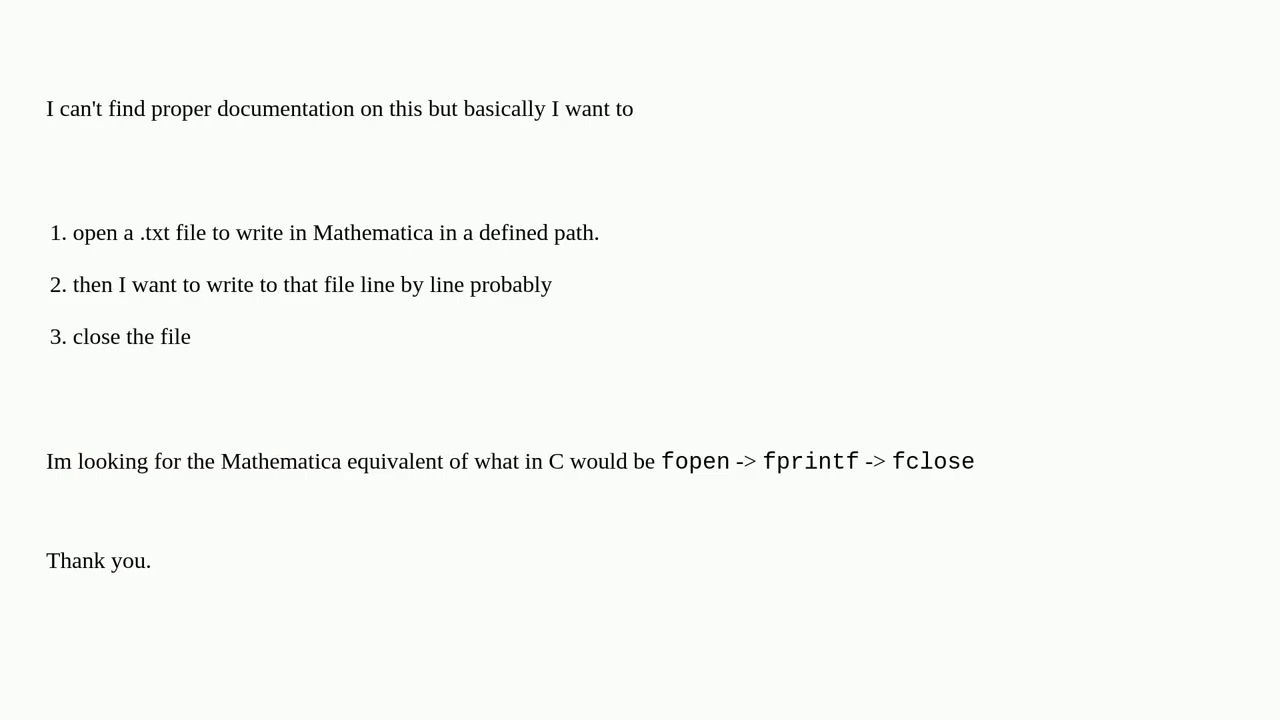 I can't find proper documentation on this but basically I want to
1. open a .txt file to write in Mathematica in a defined path.
2. then I want to write to that file line by line probably
3. close the file
Im looking for the Mathematica equivalent of what in C would be fopen -> fprintf -> fclose
Thank you.